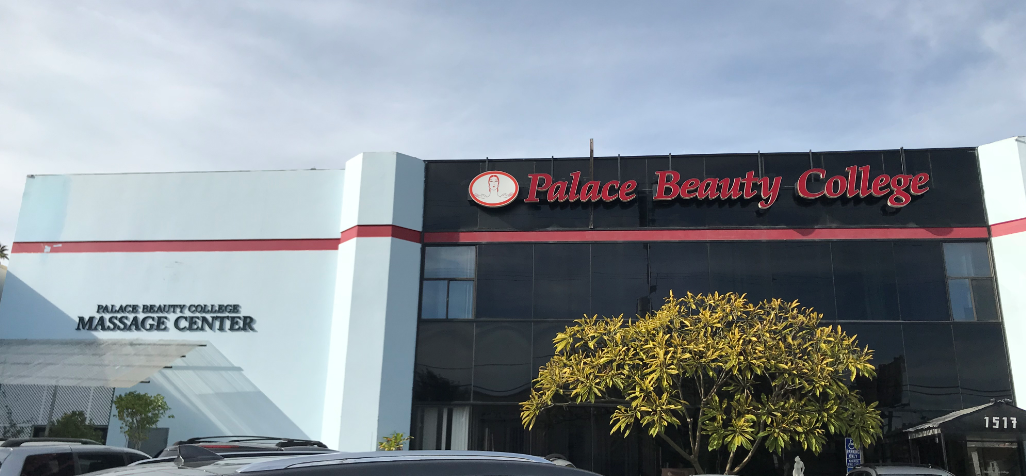 Palace Beauty College
PALACE BEAUTY COLLEGE
MASSAGE CENTER
1517